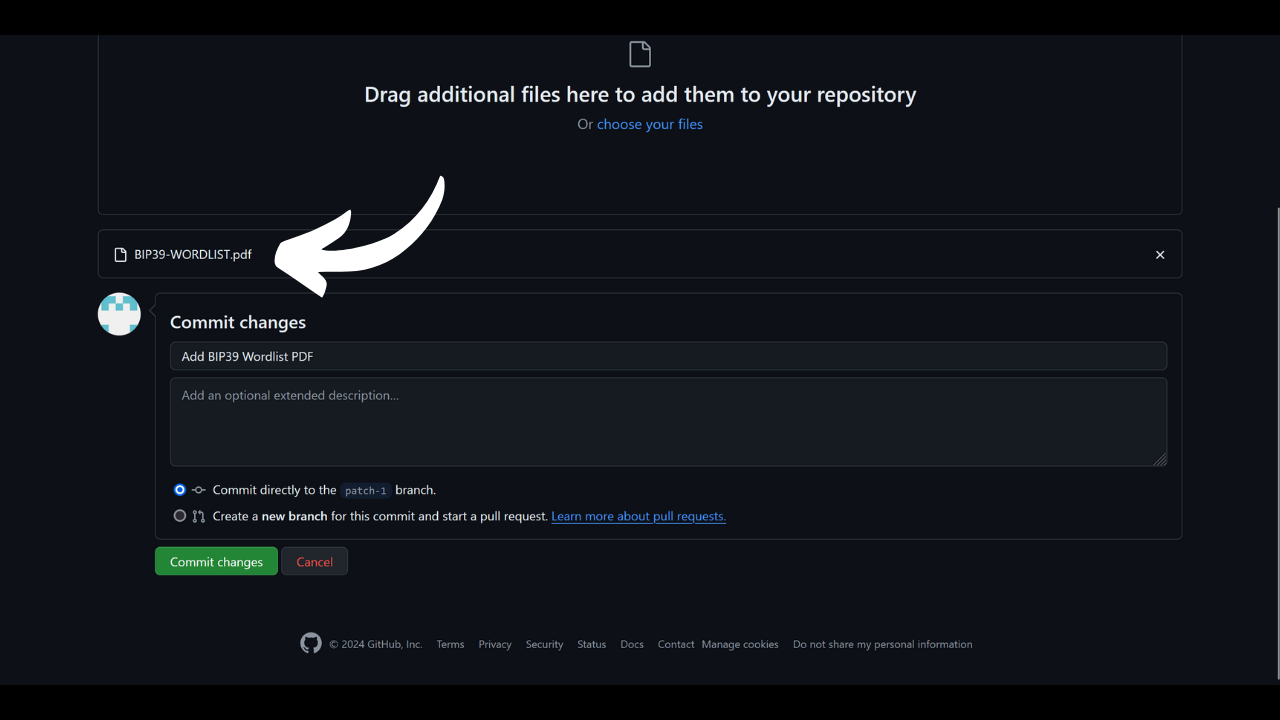 Drag additional files here to add them to your repository
Or choose your files
BIP39-WORDLIST.pdf
Commit changes
Add BIP39 Wordlist PDF
Add an optional extended description...
Commit directly to the patch-1 branch.
Create a new branch for this commit and start a pull request. Learn more about pull requests.
Commit changes Cancel
© 2024 GitHub, Inc. Terms Privacy Security Status Docs Contact Manage cookies Do not share my personal information